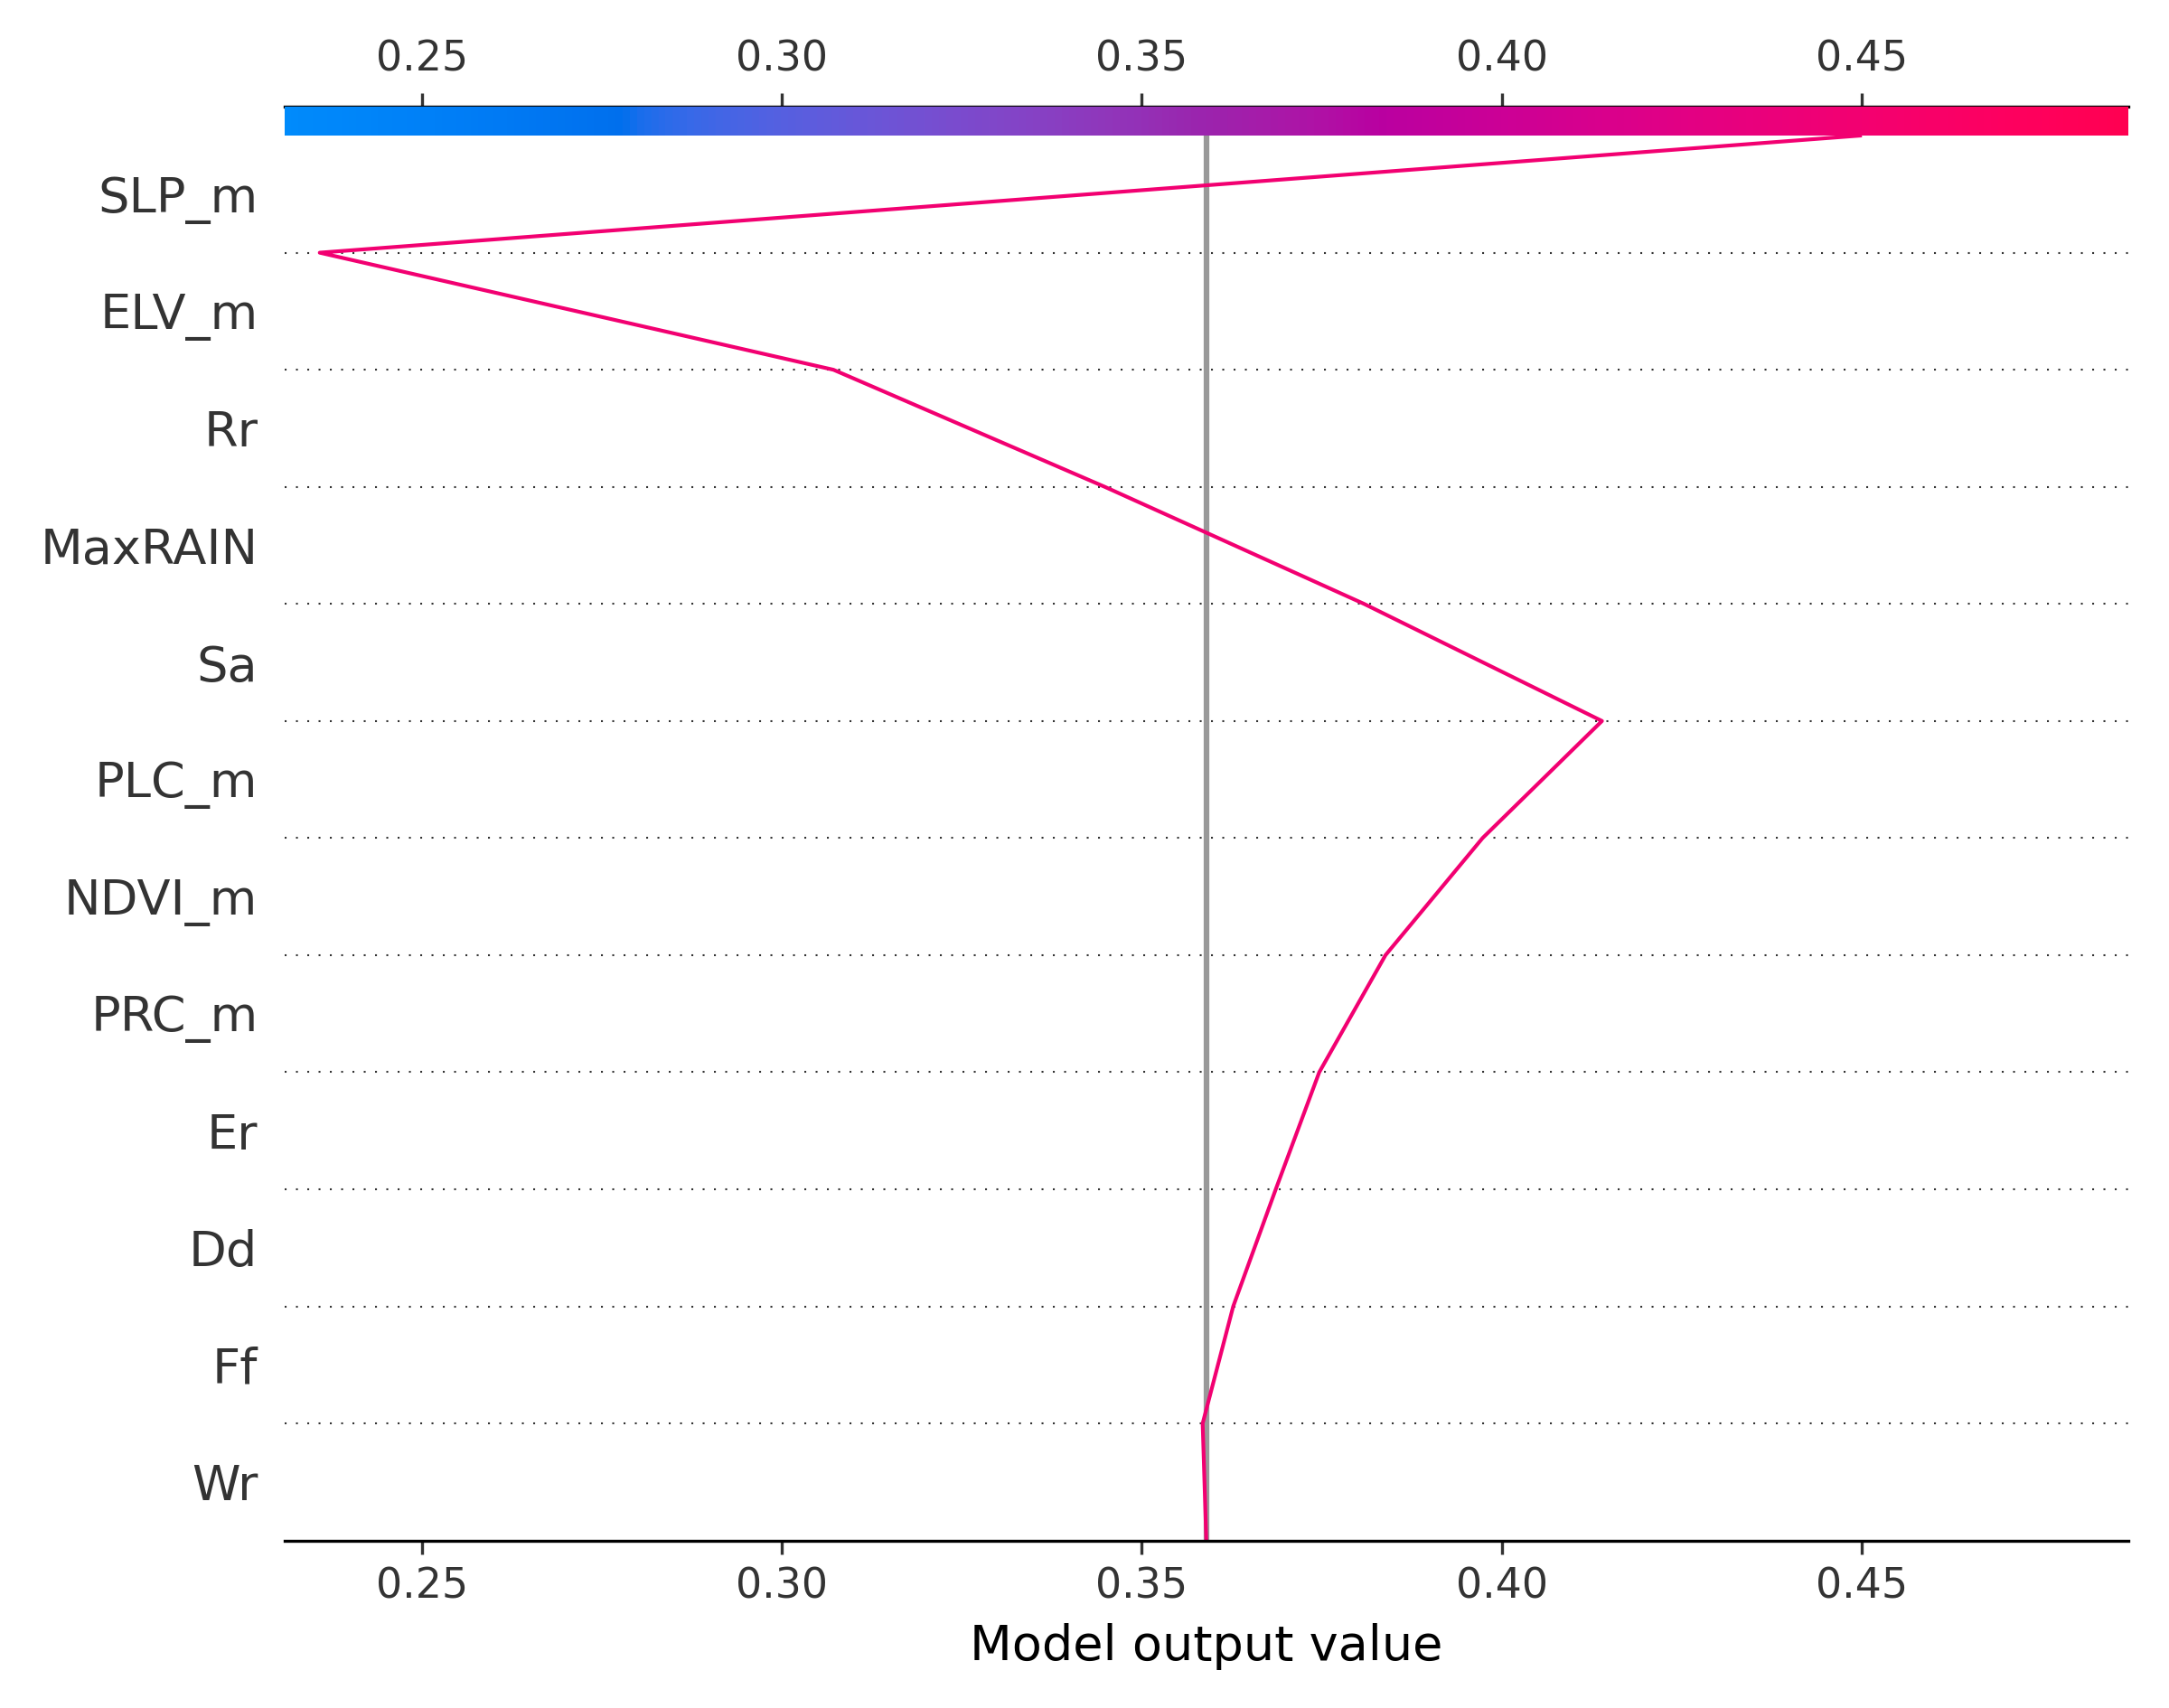 0.25 0.30 0.35 0.40 0.45
SLP_m
ELV_m
Rr
MaxRAIN
Sa
PLC_m
NDVI_m
PRC_m
Er
Dd
Ff
Wr
0.25 0.30 0.35 0.40 0.45
Model output value